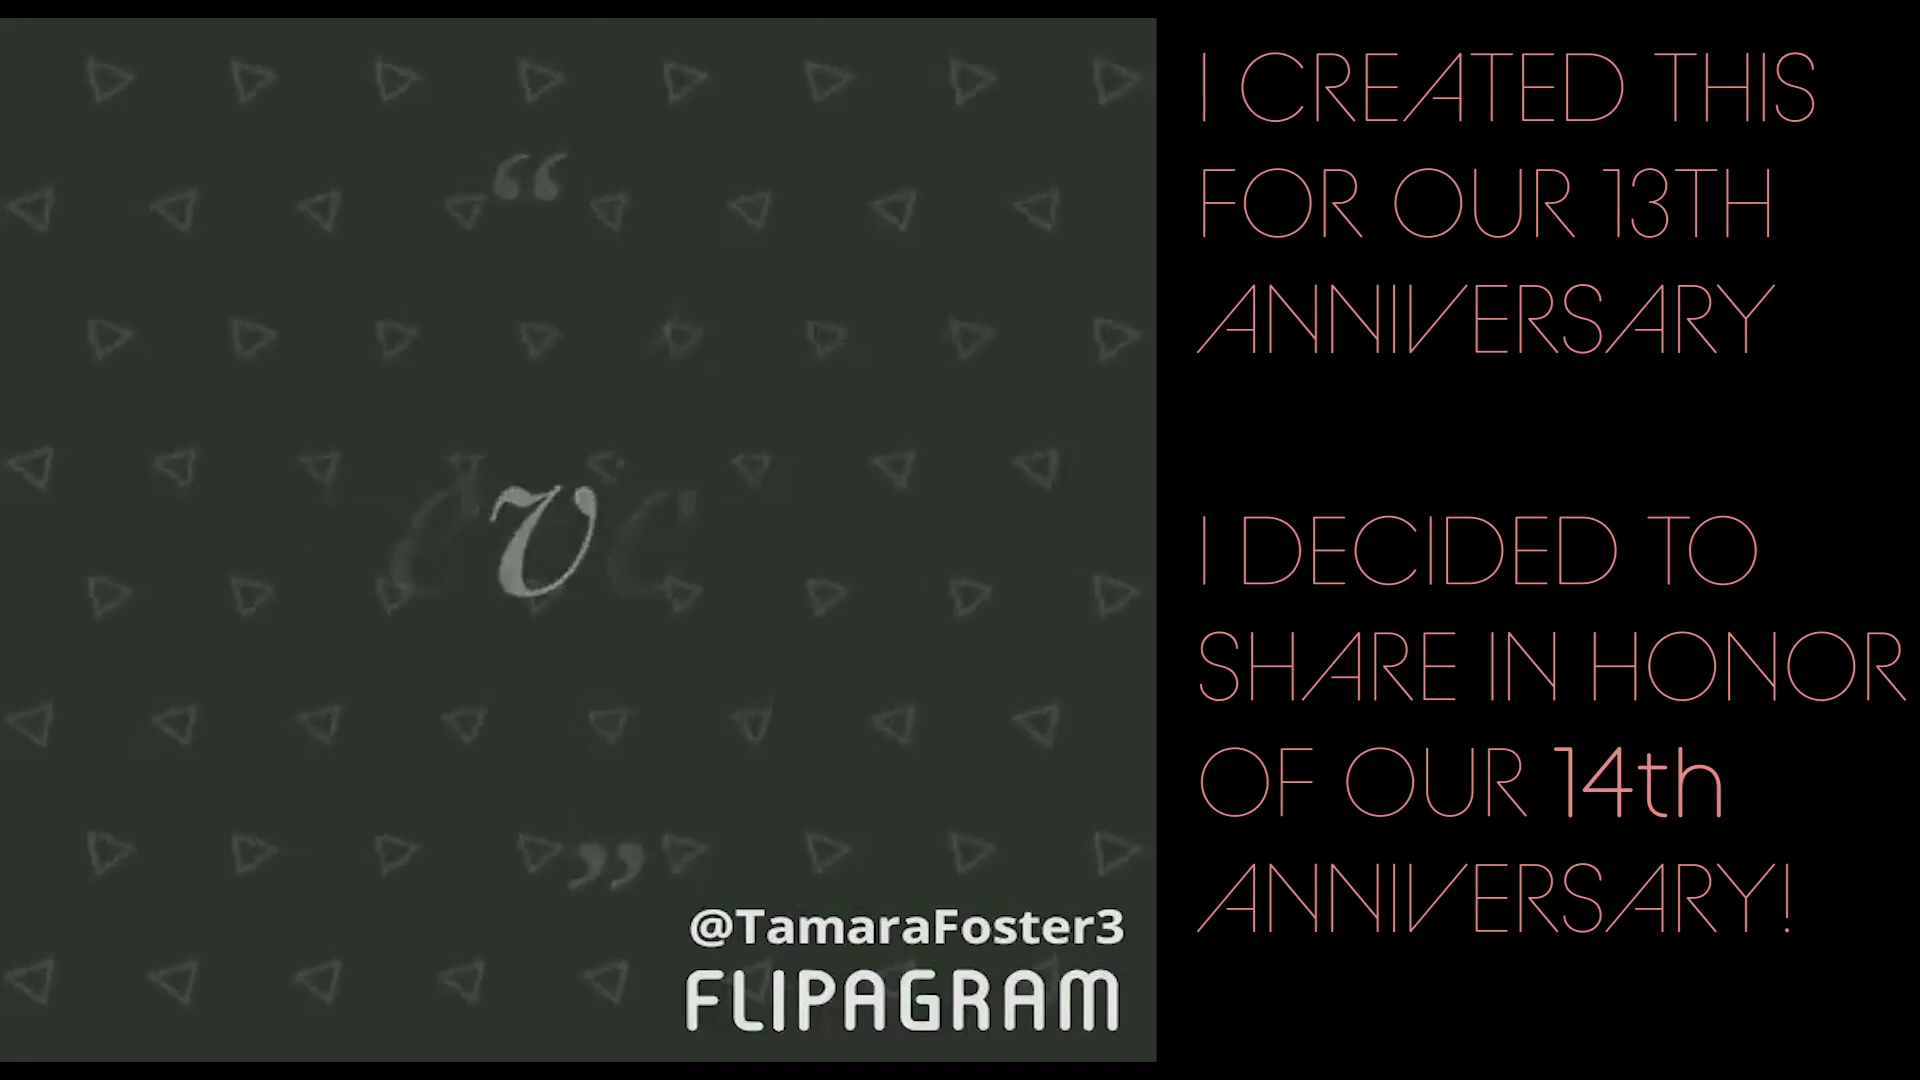 “
v
”
@TamaraFoster3
FLIPAGRAM
I CREATED THIS
FOR OUR 13TH
ANNIVERSARY
I DECIDED TO
SHARE IN HONOR
OF OUR 14th
ANNIVERSARY!